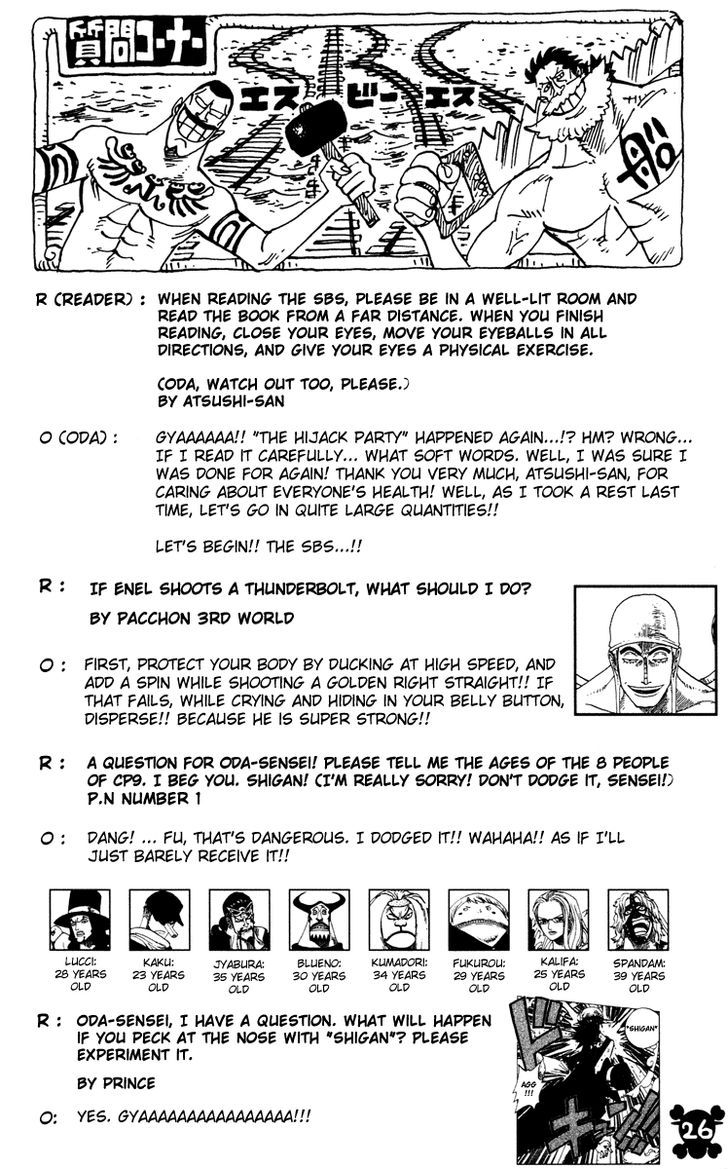 質問コーナー
エスビーエス
船
R (READER) : WHEN READING THE SBS, PLEASE BE IN A WELL-LIT ROOM AND
READ THE BOOK FROM A FAR DISTANCE. WHEN YOU FINISH
READING, CLOSE YOUR EYES, MOVE YOUR EYEBALLS IN ALL
DIRECTIONS, AND GIVE YOUR EYES A PHYSICAL EXERCISE.
(ODA, WATCH OUT TOO, PLEASE.)
BY ATSUSHI-SAN
O (ODA) : GYAAAAAA!! "THE HIJACK PARTY" HAPPENED AGAIN...!? HM? WRONG...
IF I READ IT CAREFULLY... WHAT SOFT WORDS. WELL, I WAS SURE I
WAS DONE FOR AGAIN! THANK YOU VERY MUCH, ATSUSHI-SAN, FOR
CARING ABOUT EVERYONE'S HEALTH! WELL, AS I TOOK A REST LAST
TIME, LET'S GO IN QUITE LARGE QUANTITIES!!
LET'S BEGIN!! THE SBS...!!
R : IF ENEL SHOOTS A THUNDERBOLT, WHAT SHOULD I DO?
BY PACCHON 3RD WORLD
O : FIRST, PROTECT YOUR BODY BY DUCKING AT HIGH SPEED, AND
ADD A SPIN WHILE SHOOTING A GOLDEN RIGHT STRAIGHT!! IF
THAT FAILS, WHILE CRYING AND HIDING IN YOUR BELLY BUTTON,
DISPERSE!! BECAUSE HE IS SUPER STRONG!!
R : A QUESTION FOR ODA-SENSEI! PLEASE TELL ME THE AGES OF THE 8 PEOPLE
OF CP9. I BEG YOU. SHIGAN! (I'M REALLY SORRY! DON'T DODGE IT, SENSEI!)
P.N NUMBER 1
O : DANG! ... FU, THAT'S DANGEROUS. I DODGED IT!! WAHAHA!! AS IF I'LL
JUST BARELY RECEIVE IT!!
LUCCI:
28 YEARS
OLD
KAKU:
23 YEARS
OLD
JYABURA:
35 YEARS
OLD
BLUENO:
30 YEARS
OLD
KUMADORI:
34 YEARS
OLD
FUKUROU:
29 YEARS
OLD
KALIFA:
25 YEARS
OLD
SPANDAM:
39 YEARS
OLD
R : ODA-SENSEI, I HAVE A QUESTION. WHAT WILL HAPPEN
IF YOU PECK AT THE NOSE WITH "SHIGAN"? PLEASE
EXPERIMENT IT.
BY PRINCE
O: YES. GYAAAAAAAAAAAAAAAA!!!
ドド
"SHIGAN"
AGG
!!!
26